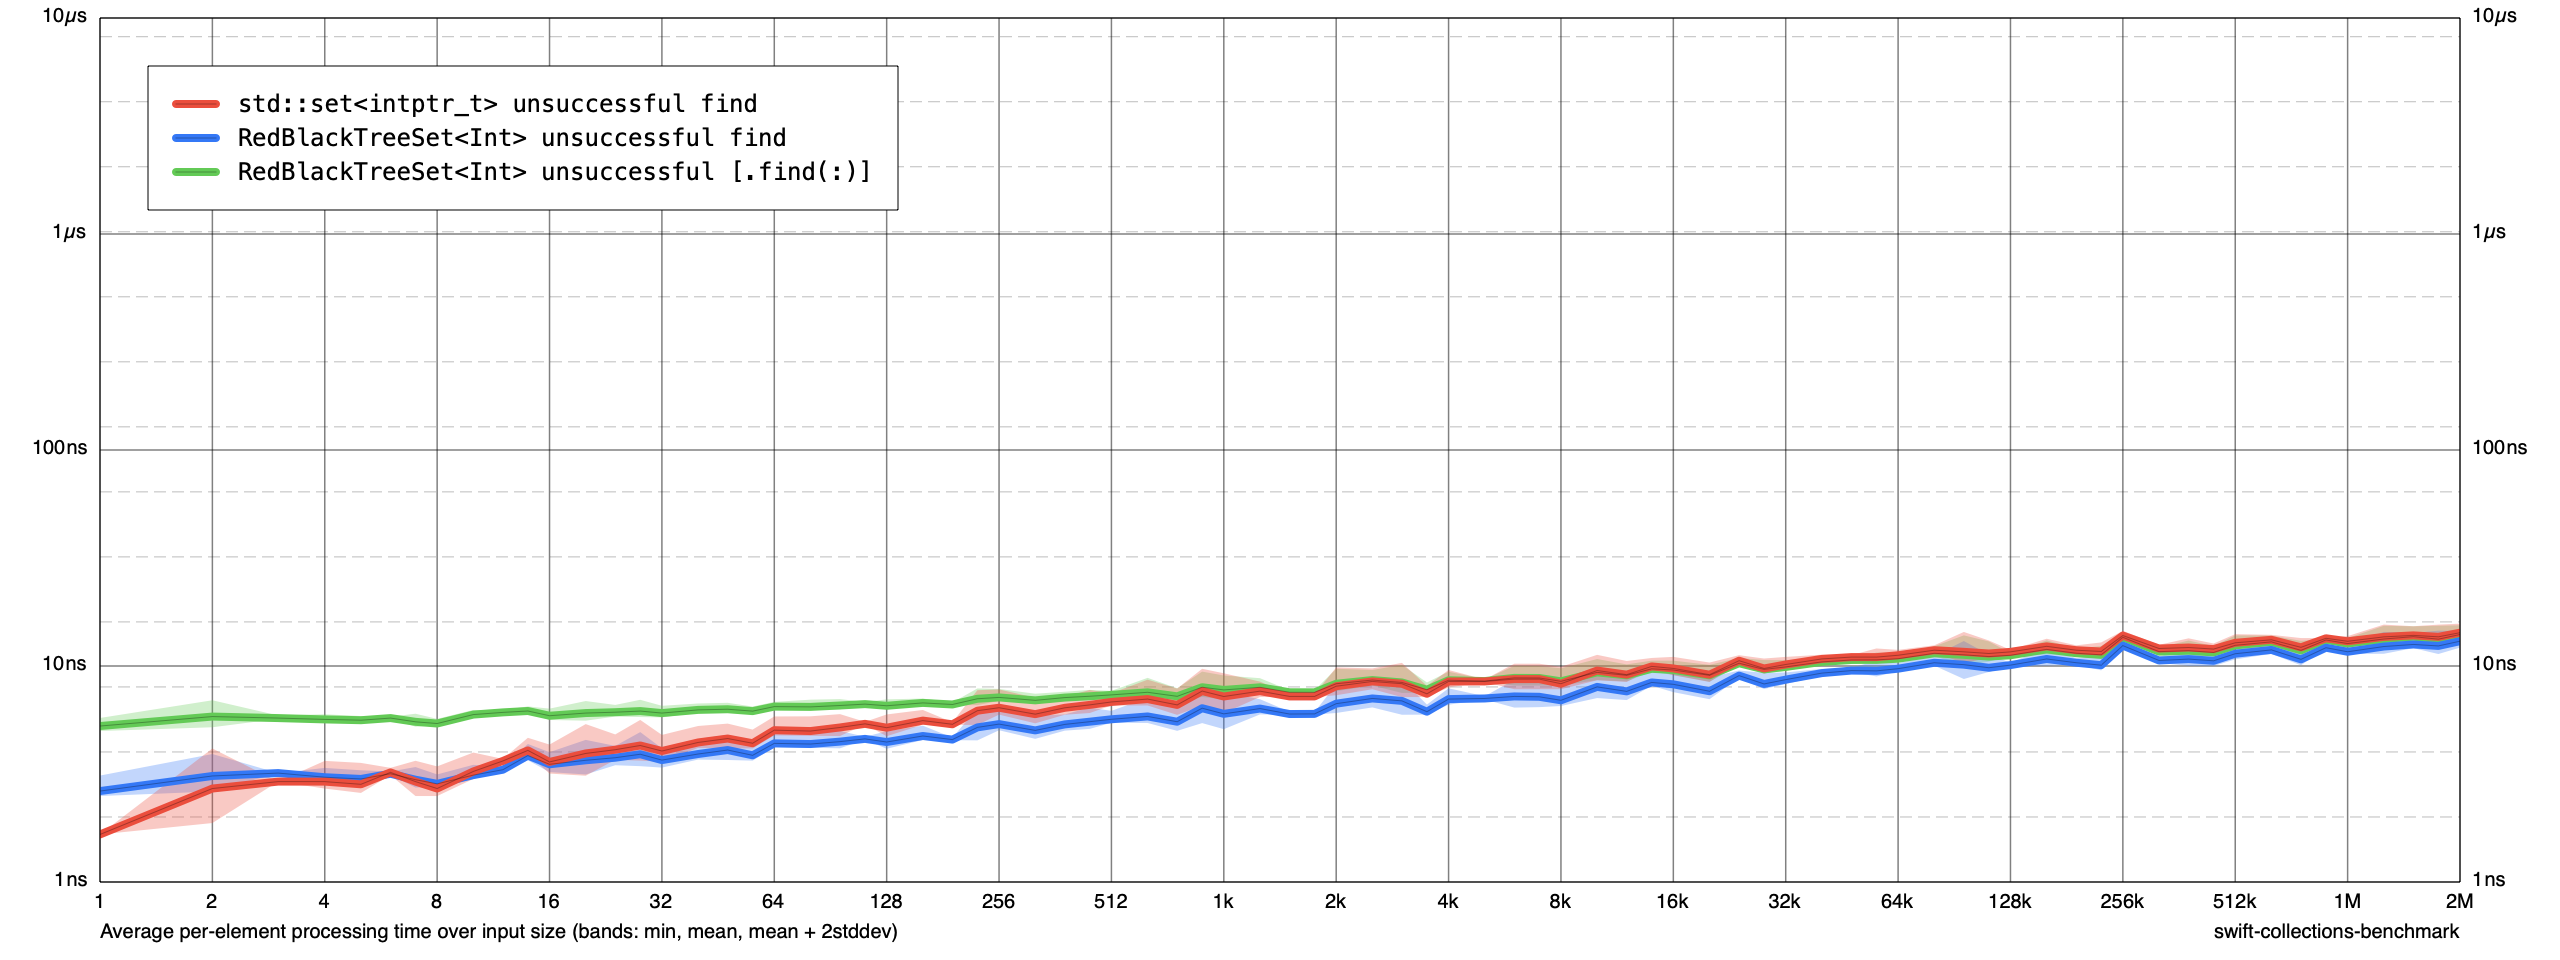 10µs
10µs
std::set<intptr_t> unsuccessful find
RedBlackTreeSet<Int> unsuccessful find
RedBlackTreeSet<Int> unsuccessful [.find(:)]
1µs
1µs
100ns
100ns
10ns
10ns
1ns
1ns
1 2 4 8 16 32 64 128 256 512 1k 2k 4k 8k 16k 32k 64k 128k 256k 512k 1M 2M
Average per-element processing time over input size (bands: min, mean, mean + 2stddev)
swift-collections-benchmark